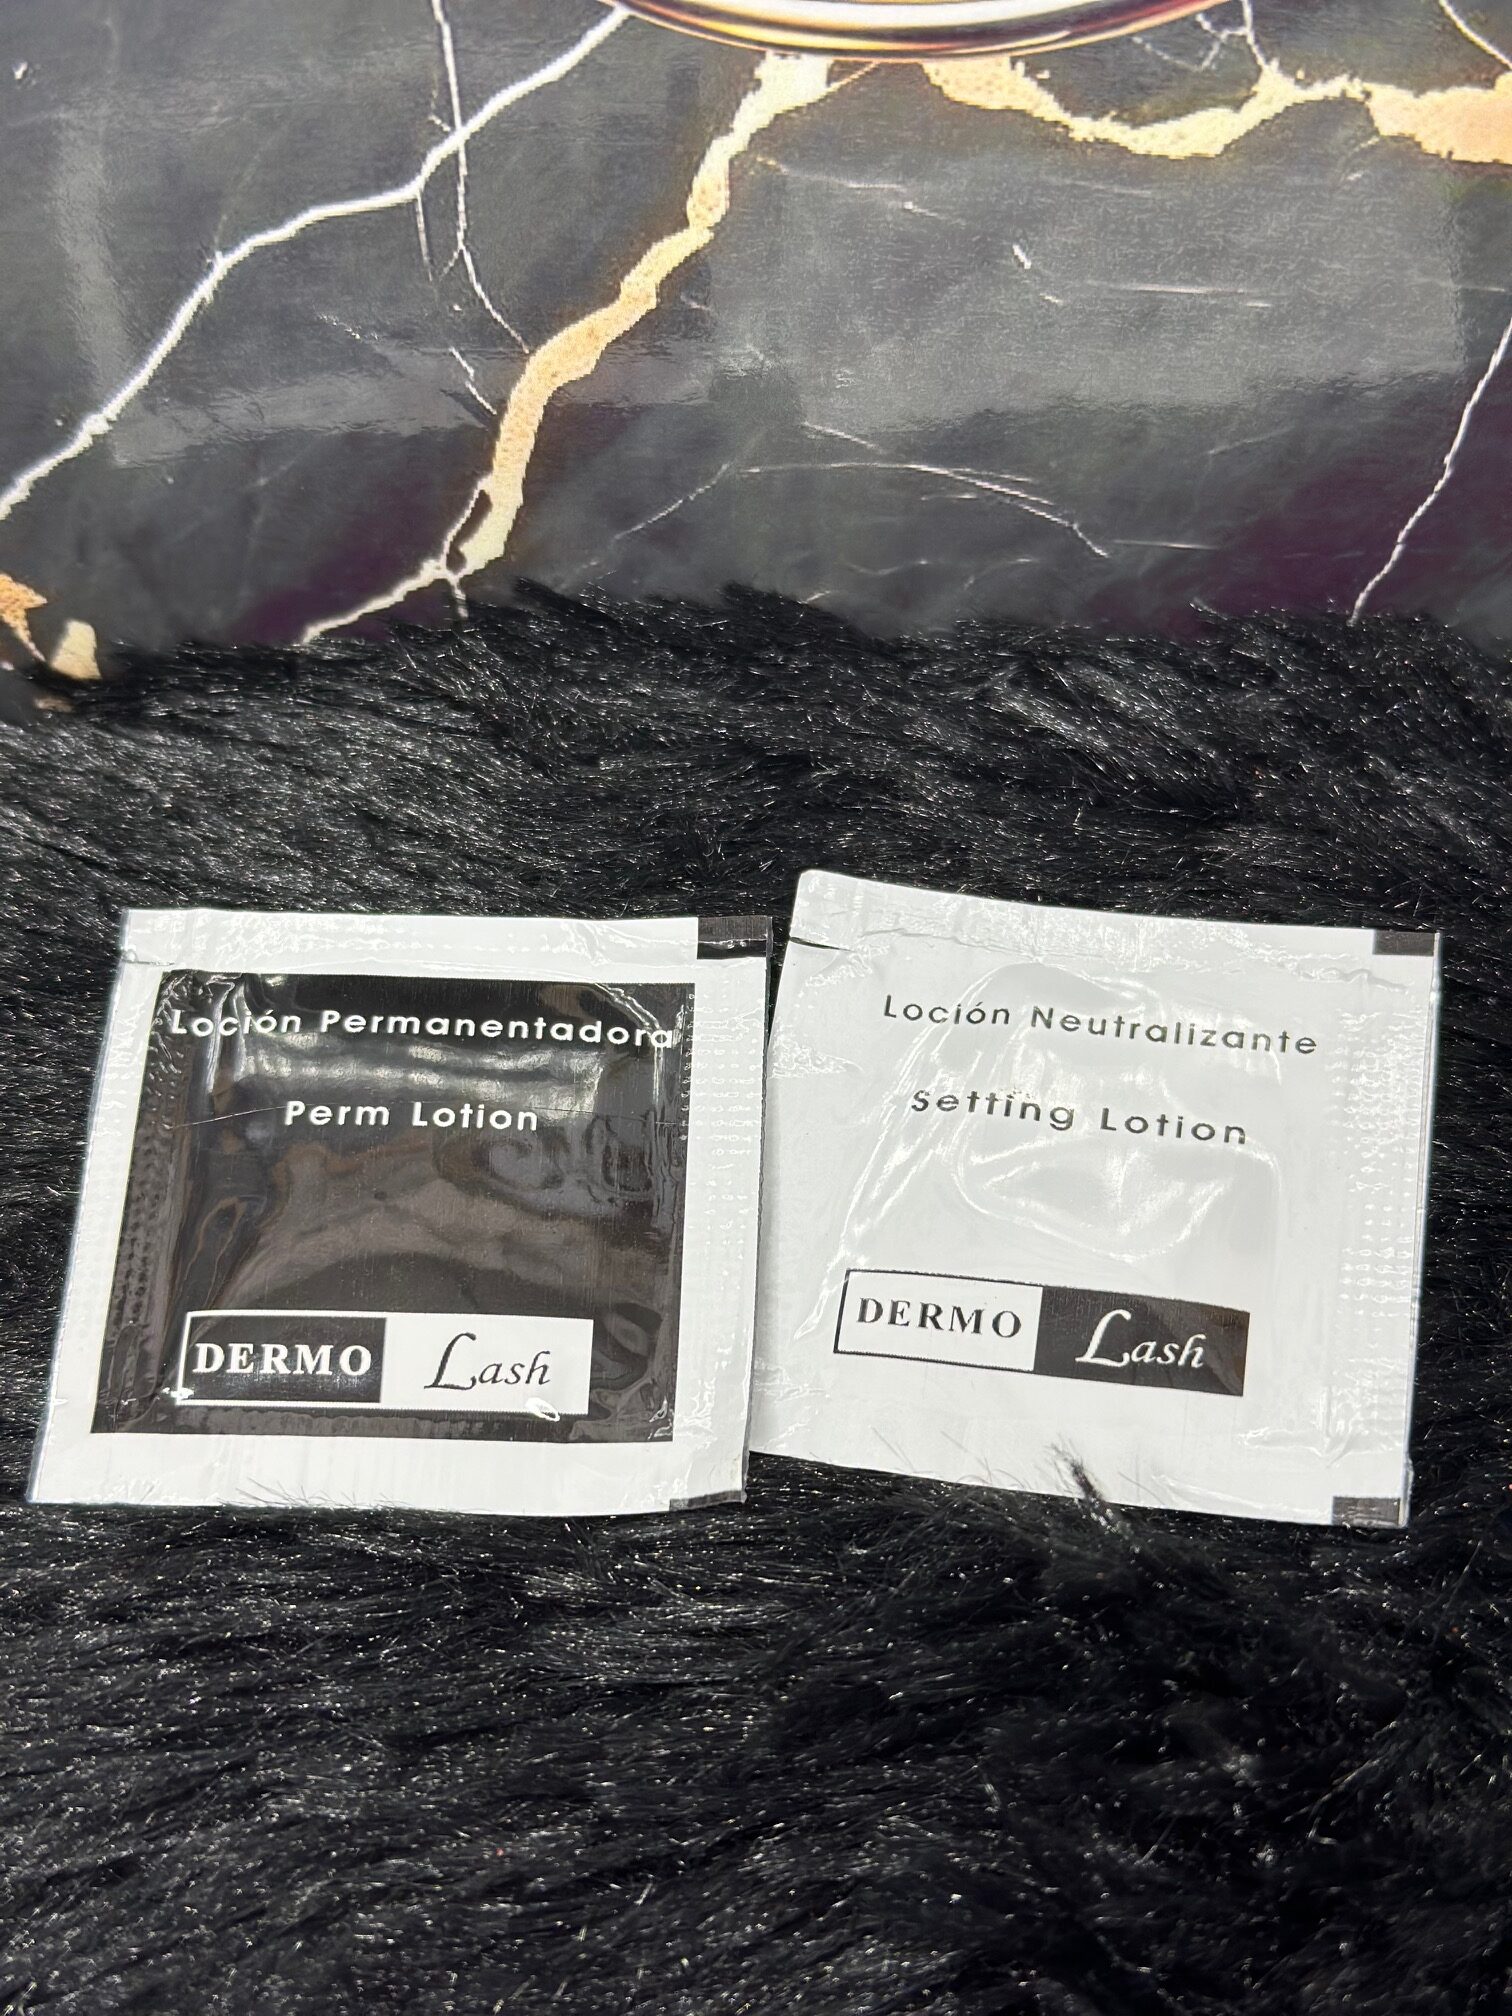 Loción Permanentadora
Perm Lotion
DERMO Lash
Loción Neutralizante
Setting Lotion
DERMO Lash